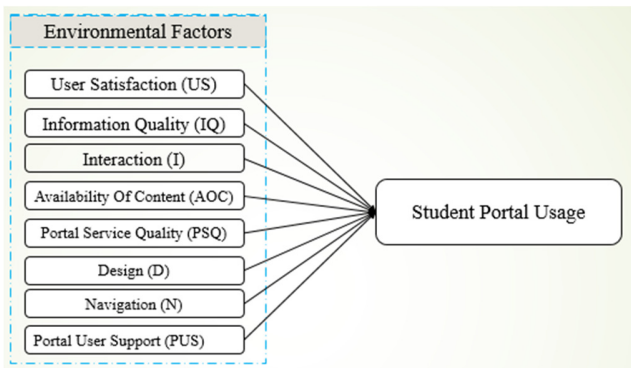 Environmental Factors
User Satisfaction (US)
Information Quality (IQ)
Interaction (I)
Availability Of Content (AOC)
Portal Service Quality (PSQ)
Design (D)
Navigation (N)
Portal User Support (PUS)
Student Portal Usage